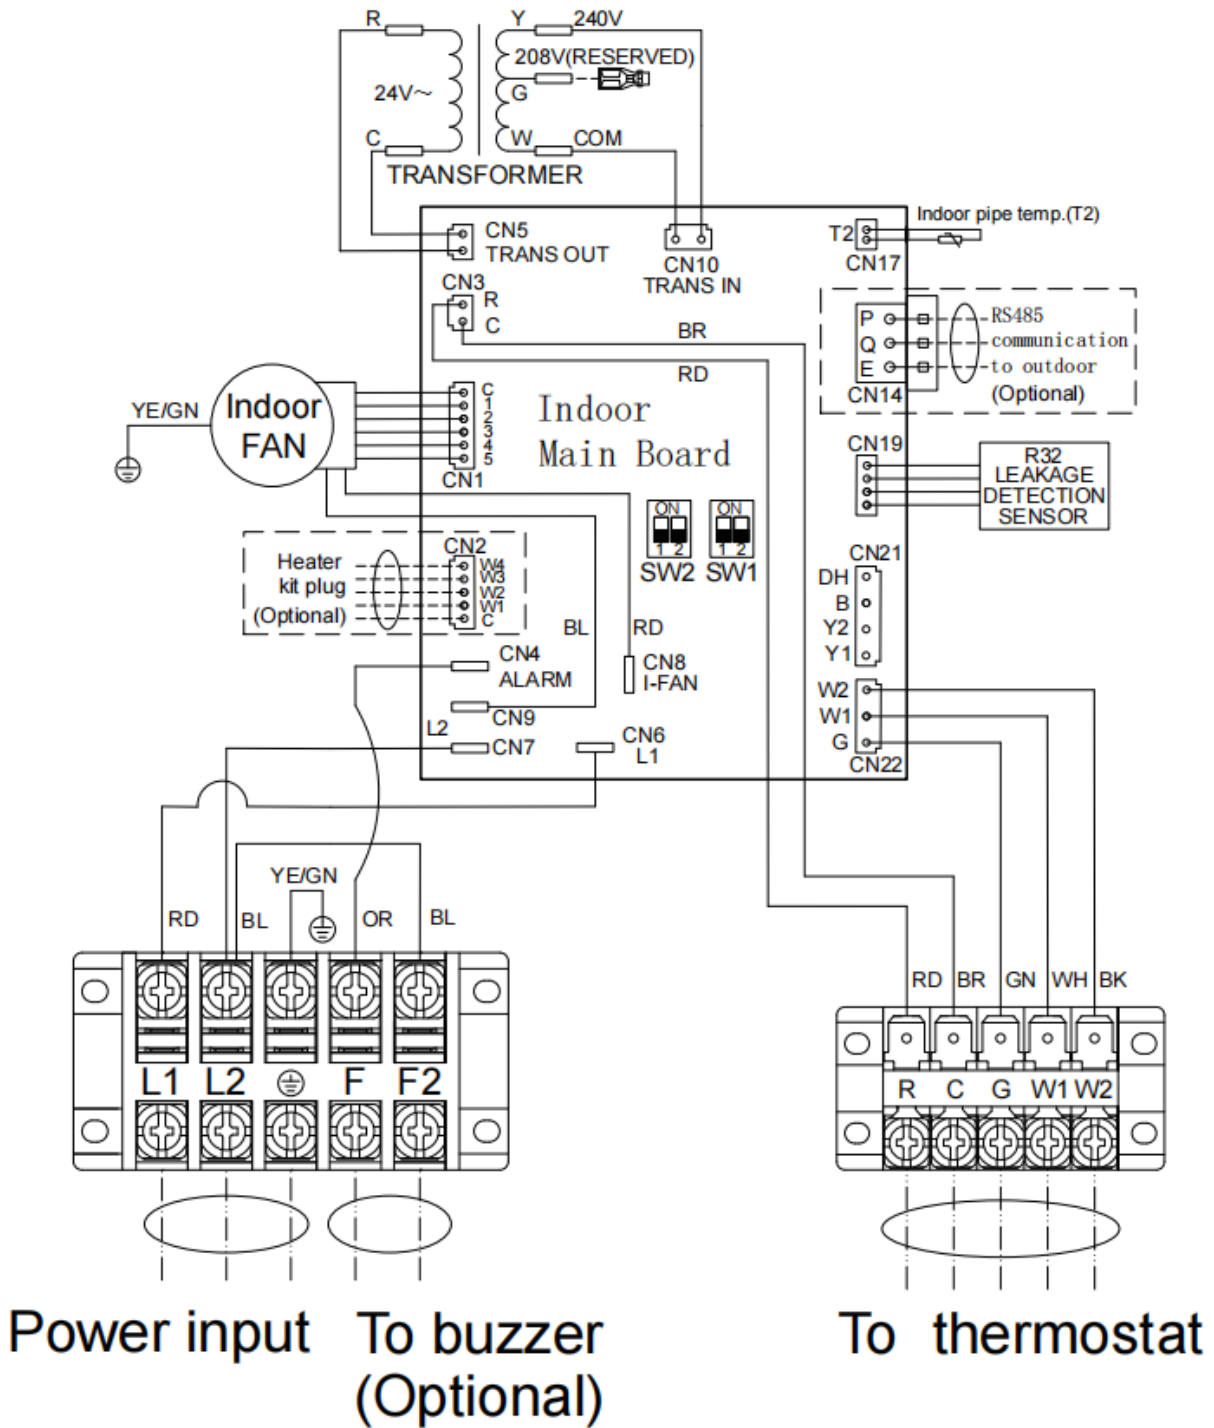 R
Y
240V
208V(RESERVED)
24V～
G
C
W
COM
TRANSFORMER
CN5
TRANS OUT
CN10
TRANS IN
T2
CN17
Indoor pipe temp.(T2)
CN3
R
C
BR
RD
P
Q
E
CN14
RS485
communication
to outdoor
(Optional)
YE/GN
Indoor
FAN
C
1
2
3
4
5
CN1
Indoor
Main Board
CN19
R32
LEAKAGE
DETECTION
SENSOR
ON
1 2
SW2
ON
1 2
SW1
Heater
kit plug
(Optional)
CN2
W4
W3
W2
W1
C
CN21
DH
B
Y2
Y1
BL
RD
CN4
ALARM
CN8
I-FAN
CN9
L2
CN7
CN6
L1
W2
W1
G
CN22
YE/GN
RD
BL
OR
BL
RD
BR
GN
WH
BK
L1
L2
F
F2
R
C
G
W1
W2
Power input
To buzzer
(Optional)
To thermostat